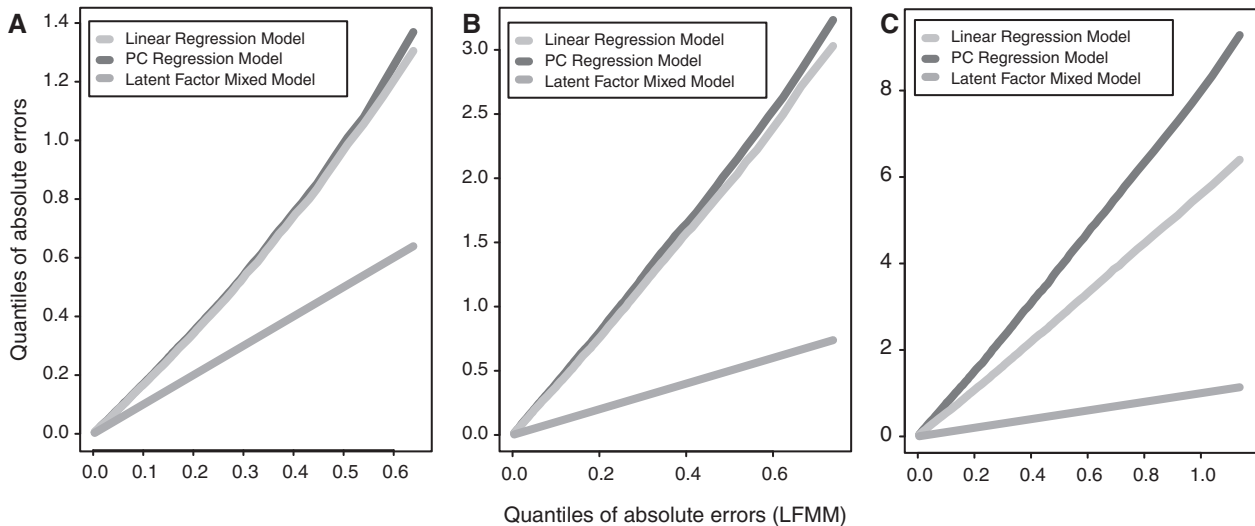 A
Linear Regression Model
PC Regression Model
Latent Factor Mixed Model
1.4
1.2
1.0
0.8
0.6
0.4
0.2
0.0
0.0 0.1 0.2 0.3 0.4 0.5 0.6
Quantiles of absolute errors
B
Linear Regression Model
PC Regression Model
Latent Factor Mixed Model
3.0
2.5
2.0
1.5
1.0
0.5
0.0
0.0 0.2 0.4 0.6
C
Linear Regression Model
PC Regression Model
Latent Factor Mixed Model
8
6
4
2
0
0.0 0.2 0.4 0.6 0.8 1.0
Quantiles of absolute errors (LFMM)